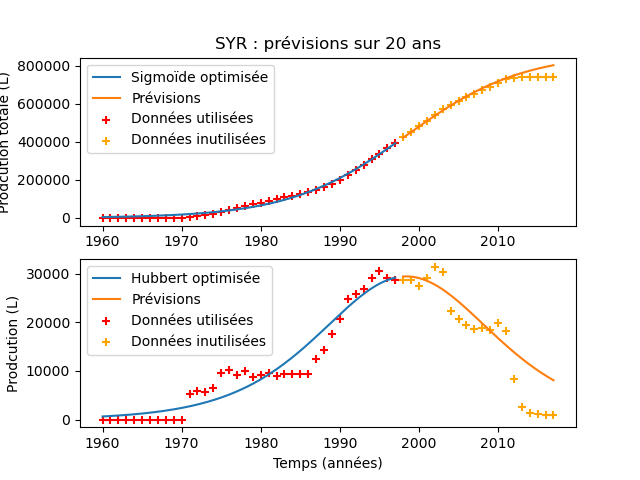 SYR : prévisions sur 20 ans
Prodcution totale (L)
800000
600000
400000
200000
0
Sigmoïde optimisée
Prévisions
Données utilisées
Données inutilisées
1960 1970 1980 1990 2000 2010
Prodcution (L)
30000
20000
10000
0
Hubbert optimisée
Prévisions
Données utilisées
Données inutilisées
1960 1970 1980 1990 2000 2010
Temps (années)